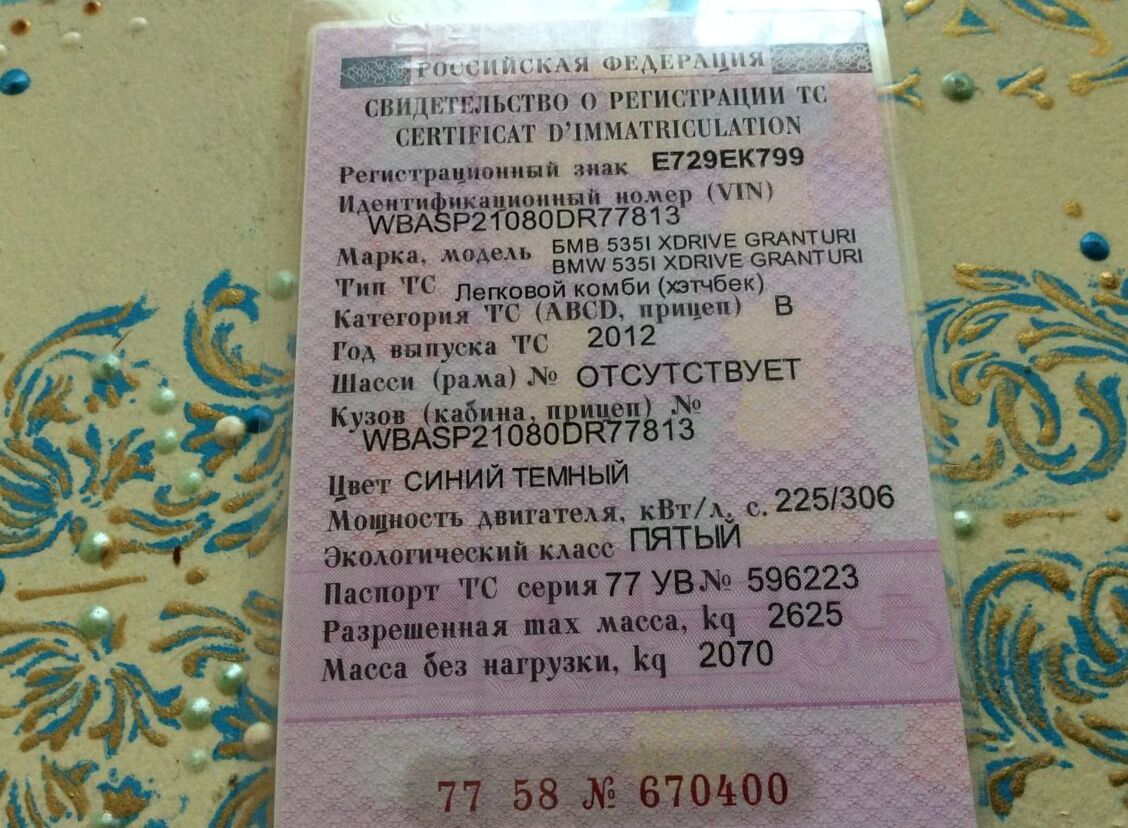 РОССИЙСКАЯ ФЕДЕРАЦИЯ
СВИДЕТЕЛЬСТВО О РЕГИСТРАЦИИ ТС
CERTIFICAT D'IMMATRICULATION
Регистрационный знак Е729ЕК799
Идентификационный номер (VIN)
WBASP21080DR77813
Марка, модель БМВ 535I XDRIVE GRANTURI
BMW 535I XDRIVE GRANTURI
Тип ТС Легковой комби (хэтчбек)
Категория ТС (ABCD, прицеп) B
Год выпуска ТС 2012
Шасси (рама) № ОТСУТСТВУЕТ
Кузов (кабина, прицеп) №
WBASP21080DR77813
Цвет СИНИЙ ТЕМНЫЙ
Мощность двигателя, кВт/л. с. 225/306
Экологический класс ПЯТЫЙ
Паспорт ТС серия 77 УВ № 596223
Разрешенная max масса, kg 2625
Масса без нагрузки, kg 2070
77 58 № 670400